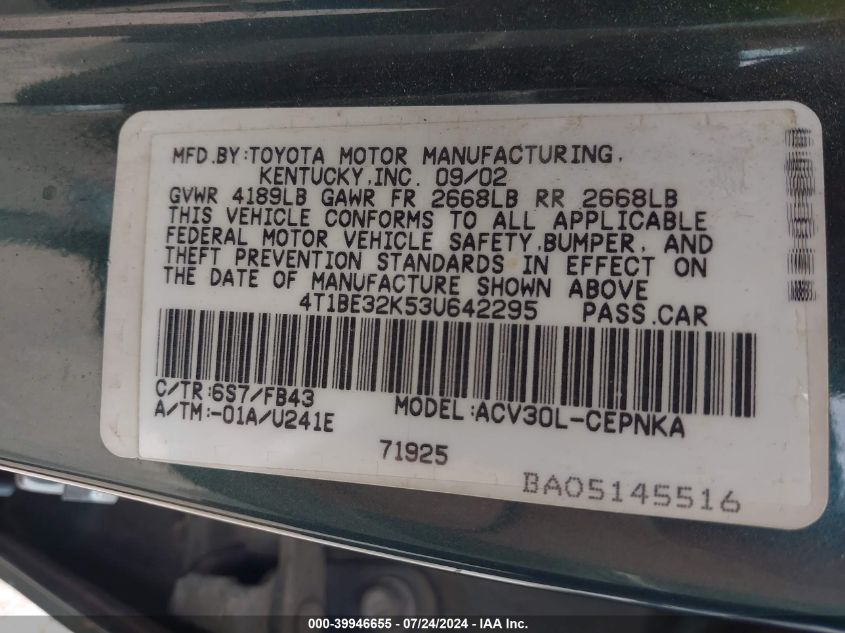 MFD.BY:TOYOTA MOTOR MANUFACTURING,
KENTUCKY,INC. 09/02
GVWR 4189LB GAWR FR 2668LB RR 2668LB
THIS VEHICLE CONFORMS TO ALL APPLICABLE
FEDERAL MOTOR VEHICLE SAFETY,BUMPER, AND
THEFT PREVENTION STANDARDS IN EFFECT ON
THE DATE OF MANUFACTURE SHOWN ABOVE
4T1BE32K53U642295 PASS.CAR
C/TR:6S7/FB43
A/TM:-01A/U241E MODEL:ACV30L-CEPNKA
71925
BA05145516
000-39946655 - 07/24/2024 - IAAI.COM